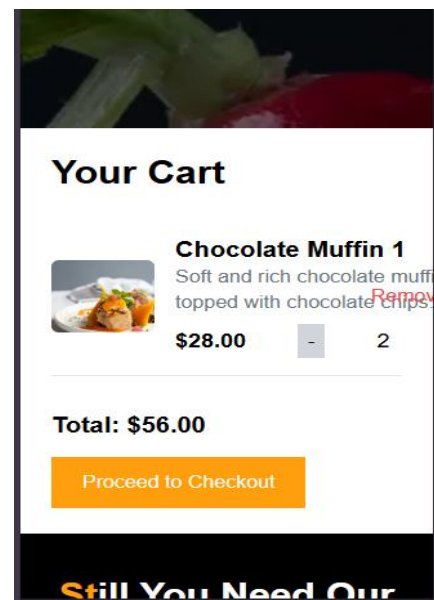 Your Cart
Chocolate Muffin 1
Soft and rich chocolate muffi
Remov
topped with chocolate chips.
$28.00 - 2
Total: $56.00
Proceed to Checkout
Still You Need Our